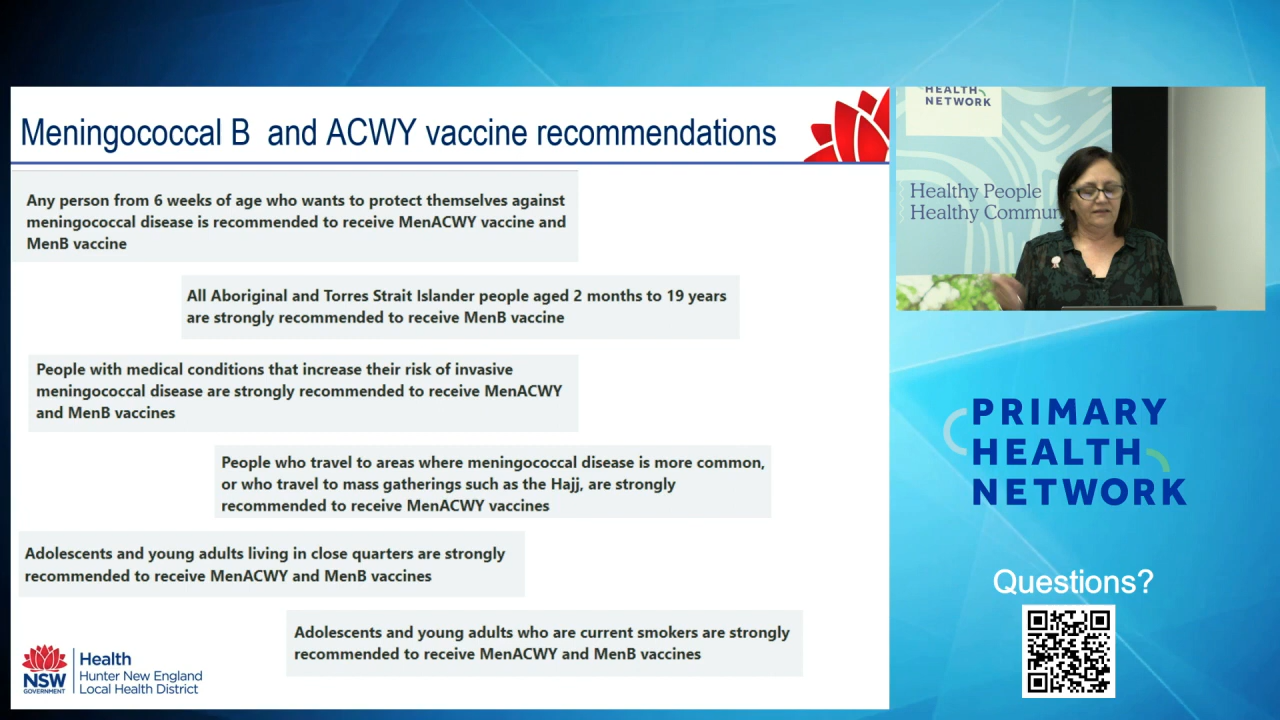 Meningococcal B and ACWY vaccine recommendations
Any person from 6 weeks of age who wants to protect themselves against
meningococcal disease is recommended to receive MenACWY vaccine and
MenB vaccine
All Aboriginal and Torres Strait Islander people aged 2 months to 19 years
are strongly recommended to receive MenB vaccine
People with medical conditions that increase their risk of invasive
meningococcal disease are strongly recommended to receive MenACWY
and MenB vaccines
People who travel to areas where meningococcal disease is more common,
or who travel to mass gatherings such as the Hajj, are strongly
recommended to receive MenACWY vaccines
Adolescents and young adults living in close quarters are strongly
recommended to receive MenACWY and MenB vaccines
Adolescents and young adults who are current smokers are strongly
recommended to receive MenACWY and MenB vaccines
NSW
GOVERNMENT
Health
Hunter New England
Local Health District
HEALTH
NETWORK
Healthy People
Healthy Commun
PRIMARY
HEALTH
NETWORK
Questions?